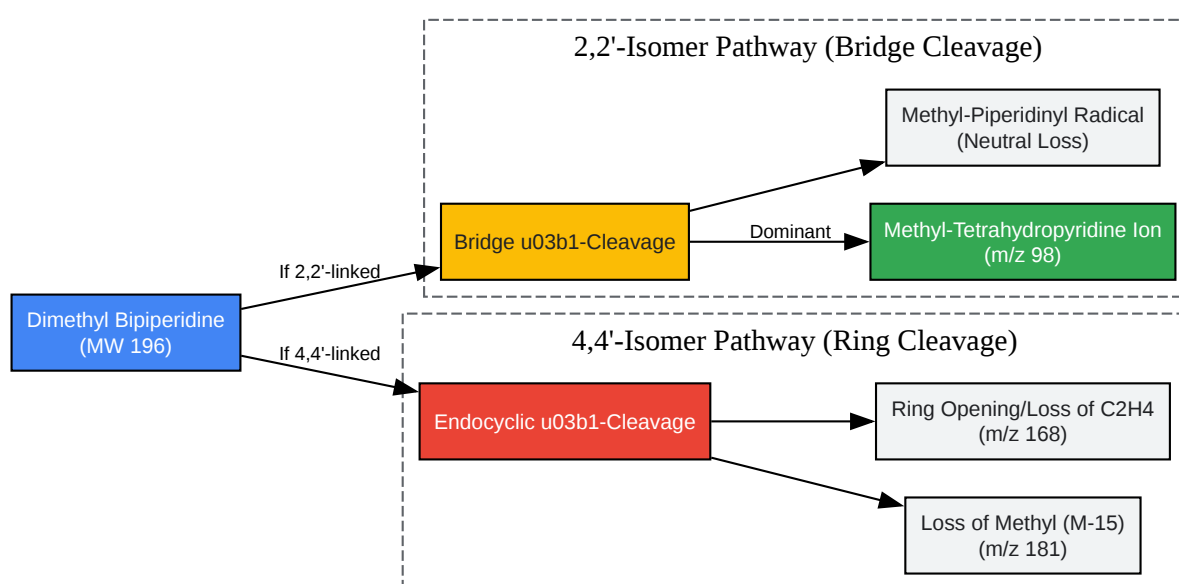 2,2'-Isomer Pathway (Bridge Cleavage)
Methyl-Piperidinyl Radical
(Neutral Loss)
Bridge u03b1-Cleavage
Dominant
Methyl-Tetrahydropyridine Ion
(m/z 98)
If 2,2'-linked
Dimethyl Bipiperidine
(MW 196)
If 4,4'-linked
4,4'-Isomer Pathway (Ring Cleavage)
Endocyclic u03b1-Cleavage
Ring Opening/Loss of C2H4
(m/z 168)
Loss of Methyl (M-15)
(m/z 181)